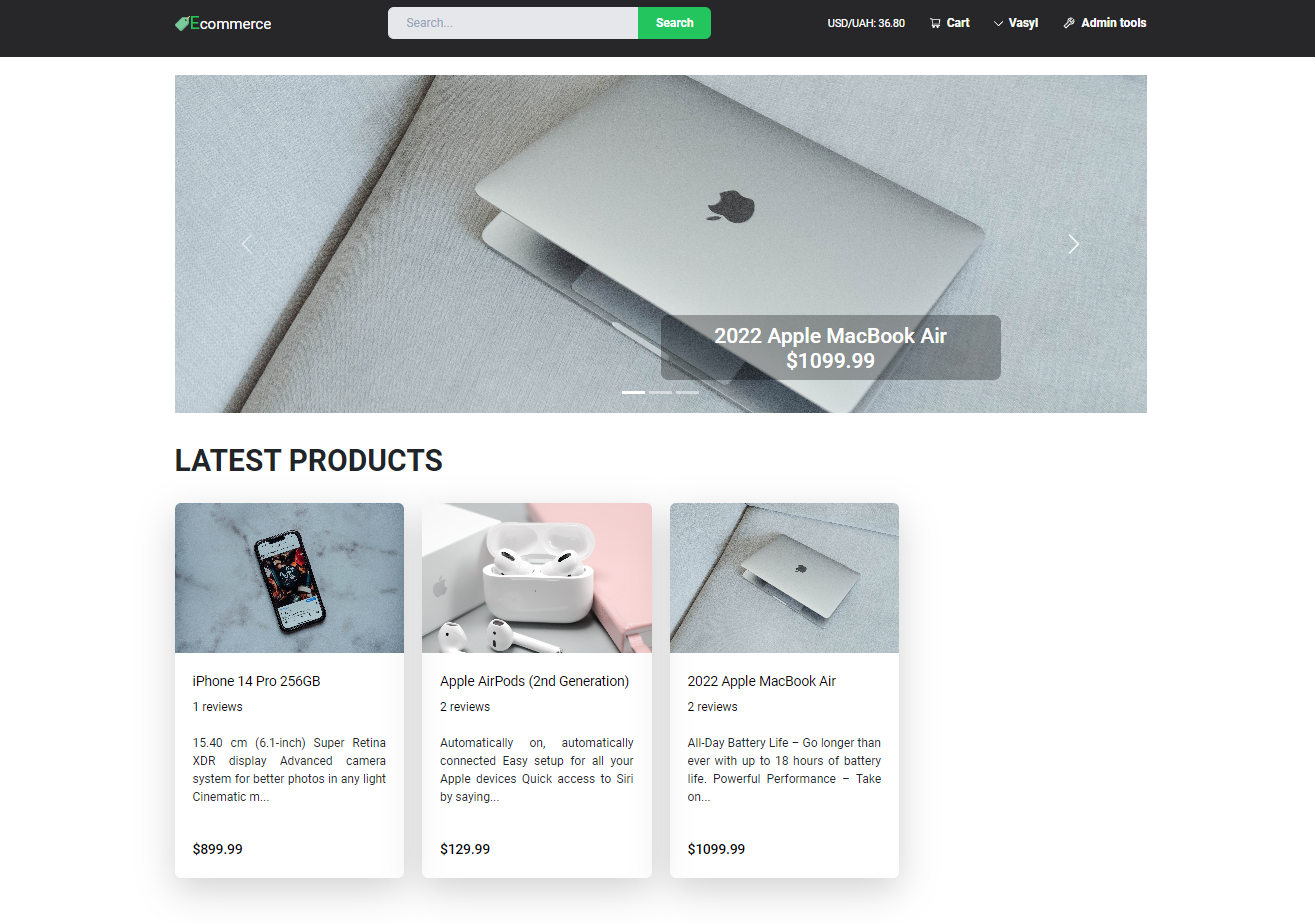 Ecommerce
Search...
Search
USD/UAH: 36.80
Cart
Vasyl
Admin tools
2022 Apple MacBook Air
$1099.99
LATEST PRODUCTS
iPhone 14 Pro 256GB
1 reviews
15.40 cm (6.1-inch) Super Retina
XDR display Advanced camera
system for better photos in any light
Cinematic m...
$899.99
Apple AirPods (2nd Generation)
2 reviews
Automatically on, automatically
connected Easy setup for all your
Apple devices Quick access to Siri
by saying...
$129.99
2022 Apple MacBook Air
2 reviews
All-Day Battery Life – Go longer than
ever with up to 18 hours of battery
life. Powerful Performance – Take
on...
$1099.99